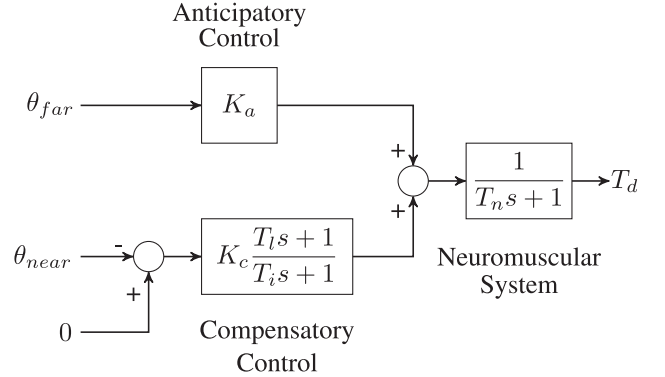 Anticipatory
Control
θ_far
K_a
+
+
1
T_n s + 1
T_d
θ_near
-
+
0
K_c T_l s + 1
T_i s + 1
Neuromuscular
System
Compensatory
Control